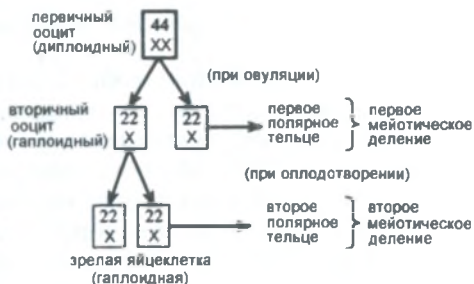 первичный
ооцит
(диплоидный)
44
XX
(при овуляции)
вторичный
ооцит
(гаплоидный)
22
X
22
X
первое
полярное
тельце
первое
мейотическое
деление
(при оплодотворении)
22
X
22
X
второе
полярное
тельце
второе
мейотическое
деление
зрелая яйцеклетка
(гаплоидная)